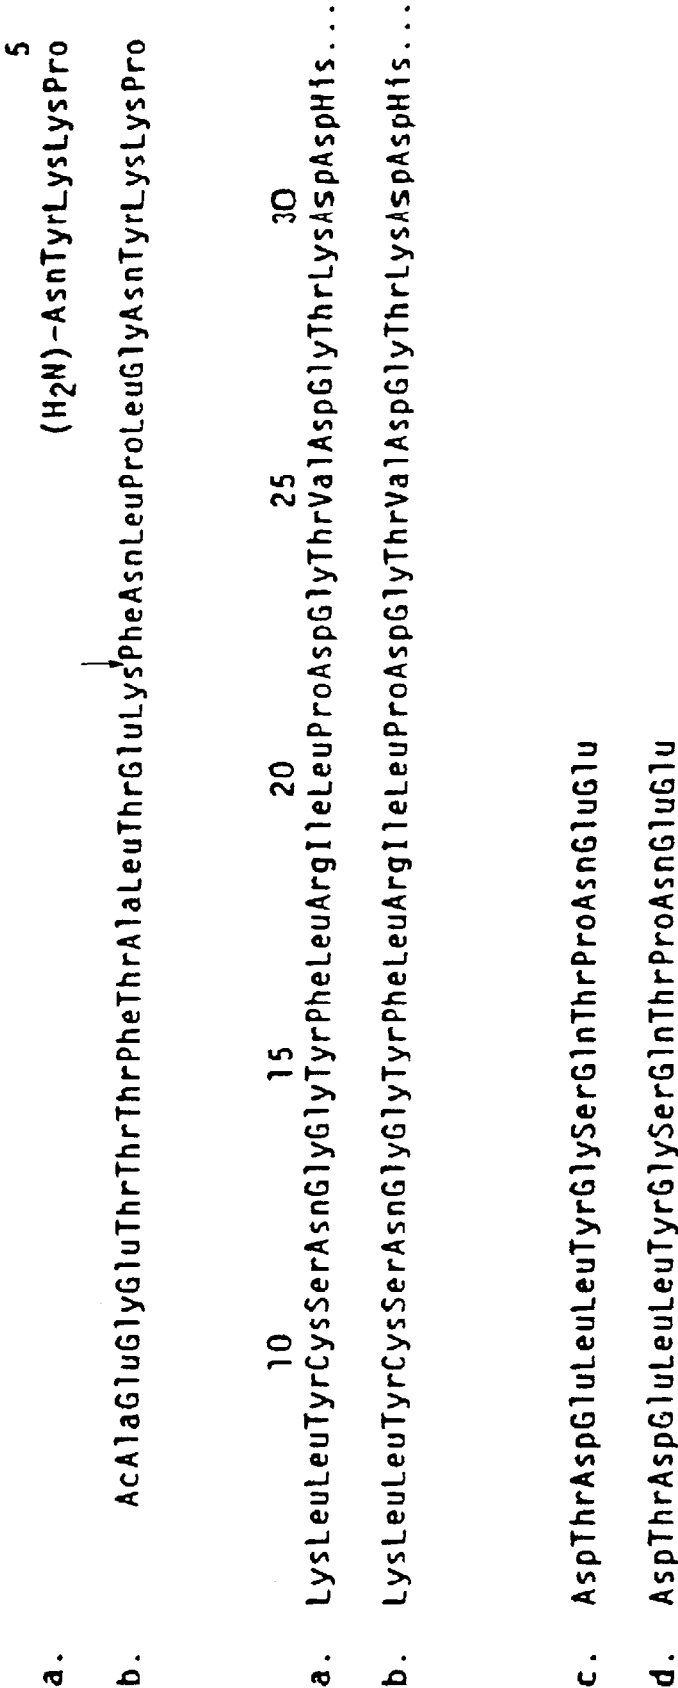 5
a. (H2N)-AsnTyrLysLysPro
b. AcAlaGluGlyGluThrThrThrPheThrAlaLeuThrGluLysPheAsnLeuProLeuGlyAsnTyrLysLysPro
10 15 20 25 30
a. LysLeuLeuTyrCysSerAsnGlyGlyTyrPheLeuArgIleLeuProAspGlyThrValAspGlyThrLysAspAspHis...
b. LysLeuLeuTyrCysSerAsnGlyGlyTyrPheLeuArgIleLeuProAspGlyThrValAspGlyThrLysAspAspHis...
c. AspThrAspGluLeuLeuTyrGlySerGlnThrProAsnGluGlu
d. AspThrAspGluLeuLeuTyrGlySerGlnThrProAsnGluGlu